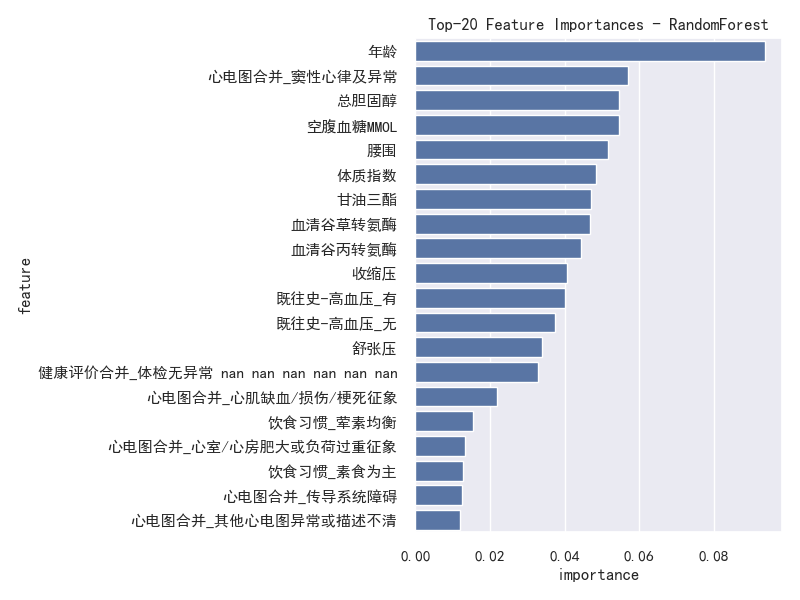 Top-20 Feature Importances - RandomForest
年龄
心电图合并_窦性心律及异常
总胆固醇
空腹血糖MMOL
腰围
体质指数
甘油三酯
血清谷草转氨酶
血清谷丙转氨酶
收缩压
既往史-高血压_有
既往史-高血压_无
舒张压
健康评价合并_体检无异常 nan nan nan nan nan nan
心电图合并_心肌缺血/损伤/梗死征象
饮食习惯_荤素均衡
心电图合并_心室/心房肥大或负荷过重征象
饮食习惯_素食为主
心电图合并_传导系统障碍
心电图合并_其他心电图异常或描述不清
feature
0.00 0.02 0.04 0.06 0.08
importance